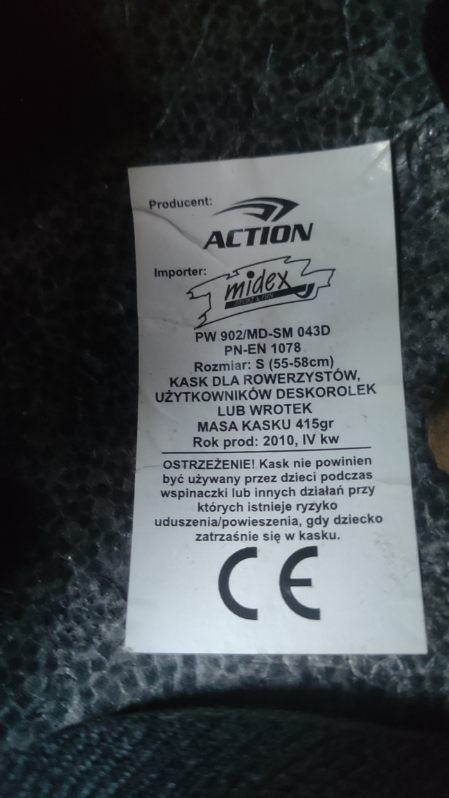 Producent:
ACTION
Importer:
midex
PW 902/MD-SM 043D
PN-EN 1078
Rozmiar: S (55-58cm)
KASK DLA ROWERZYSTÓW,
UŻYTKOWNIKÓW DESKOROLEK
LUB WROTEK
MASA KASKU 415gr
Rok prod: 2010, IV kw
OSTRZEŻENIE! Kask nie powinien
być używany przez dzieci podczas
wspinaczki lub innych działań przy
których istnieje ryzyko
uduszenia/powieszenia, gdy dziecko
zatrzaśnie się w kasku.
CE